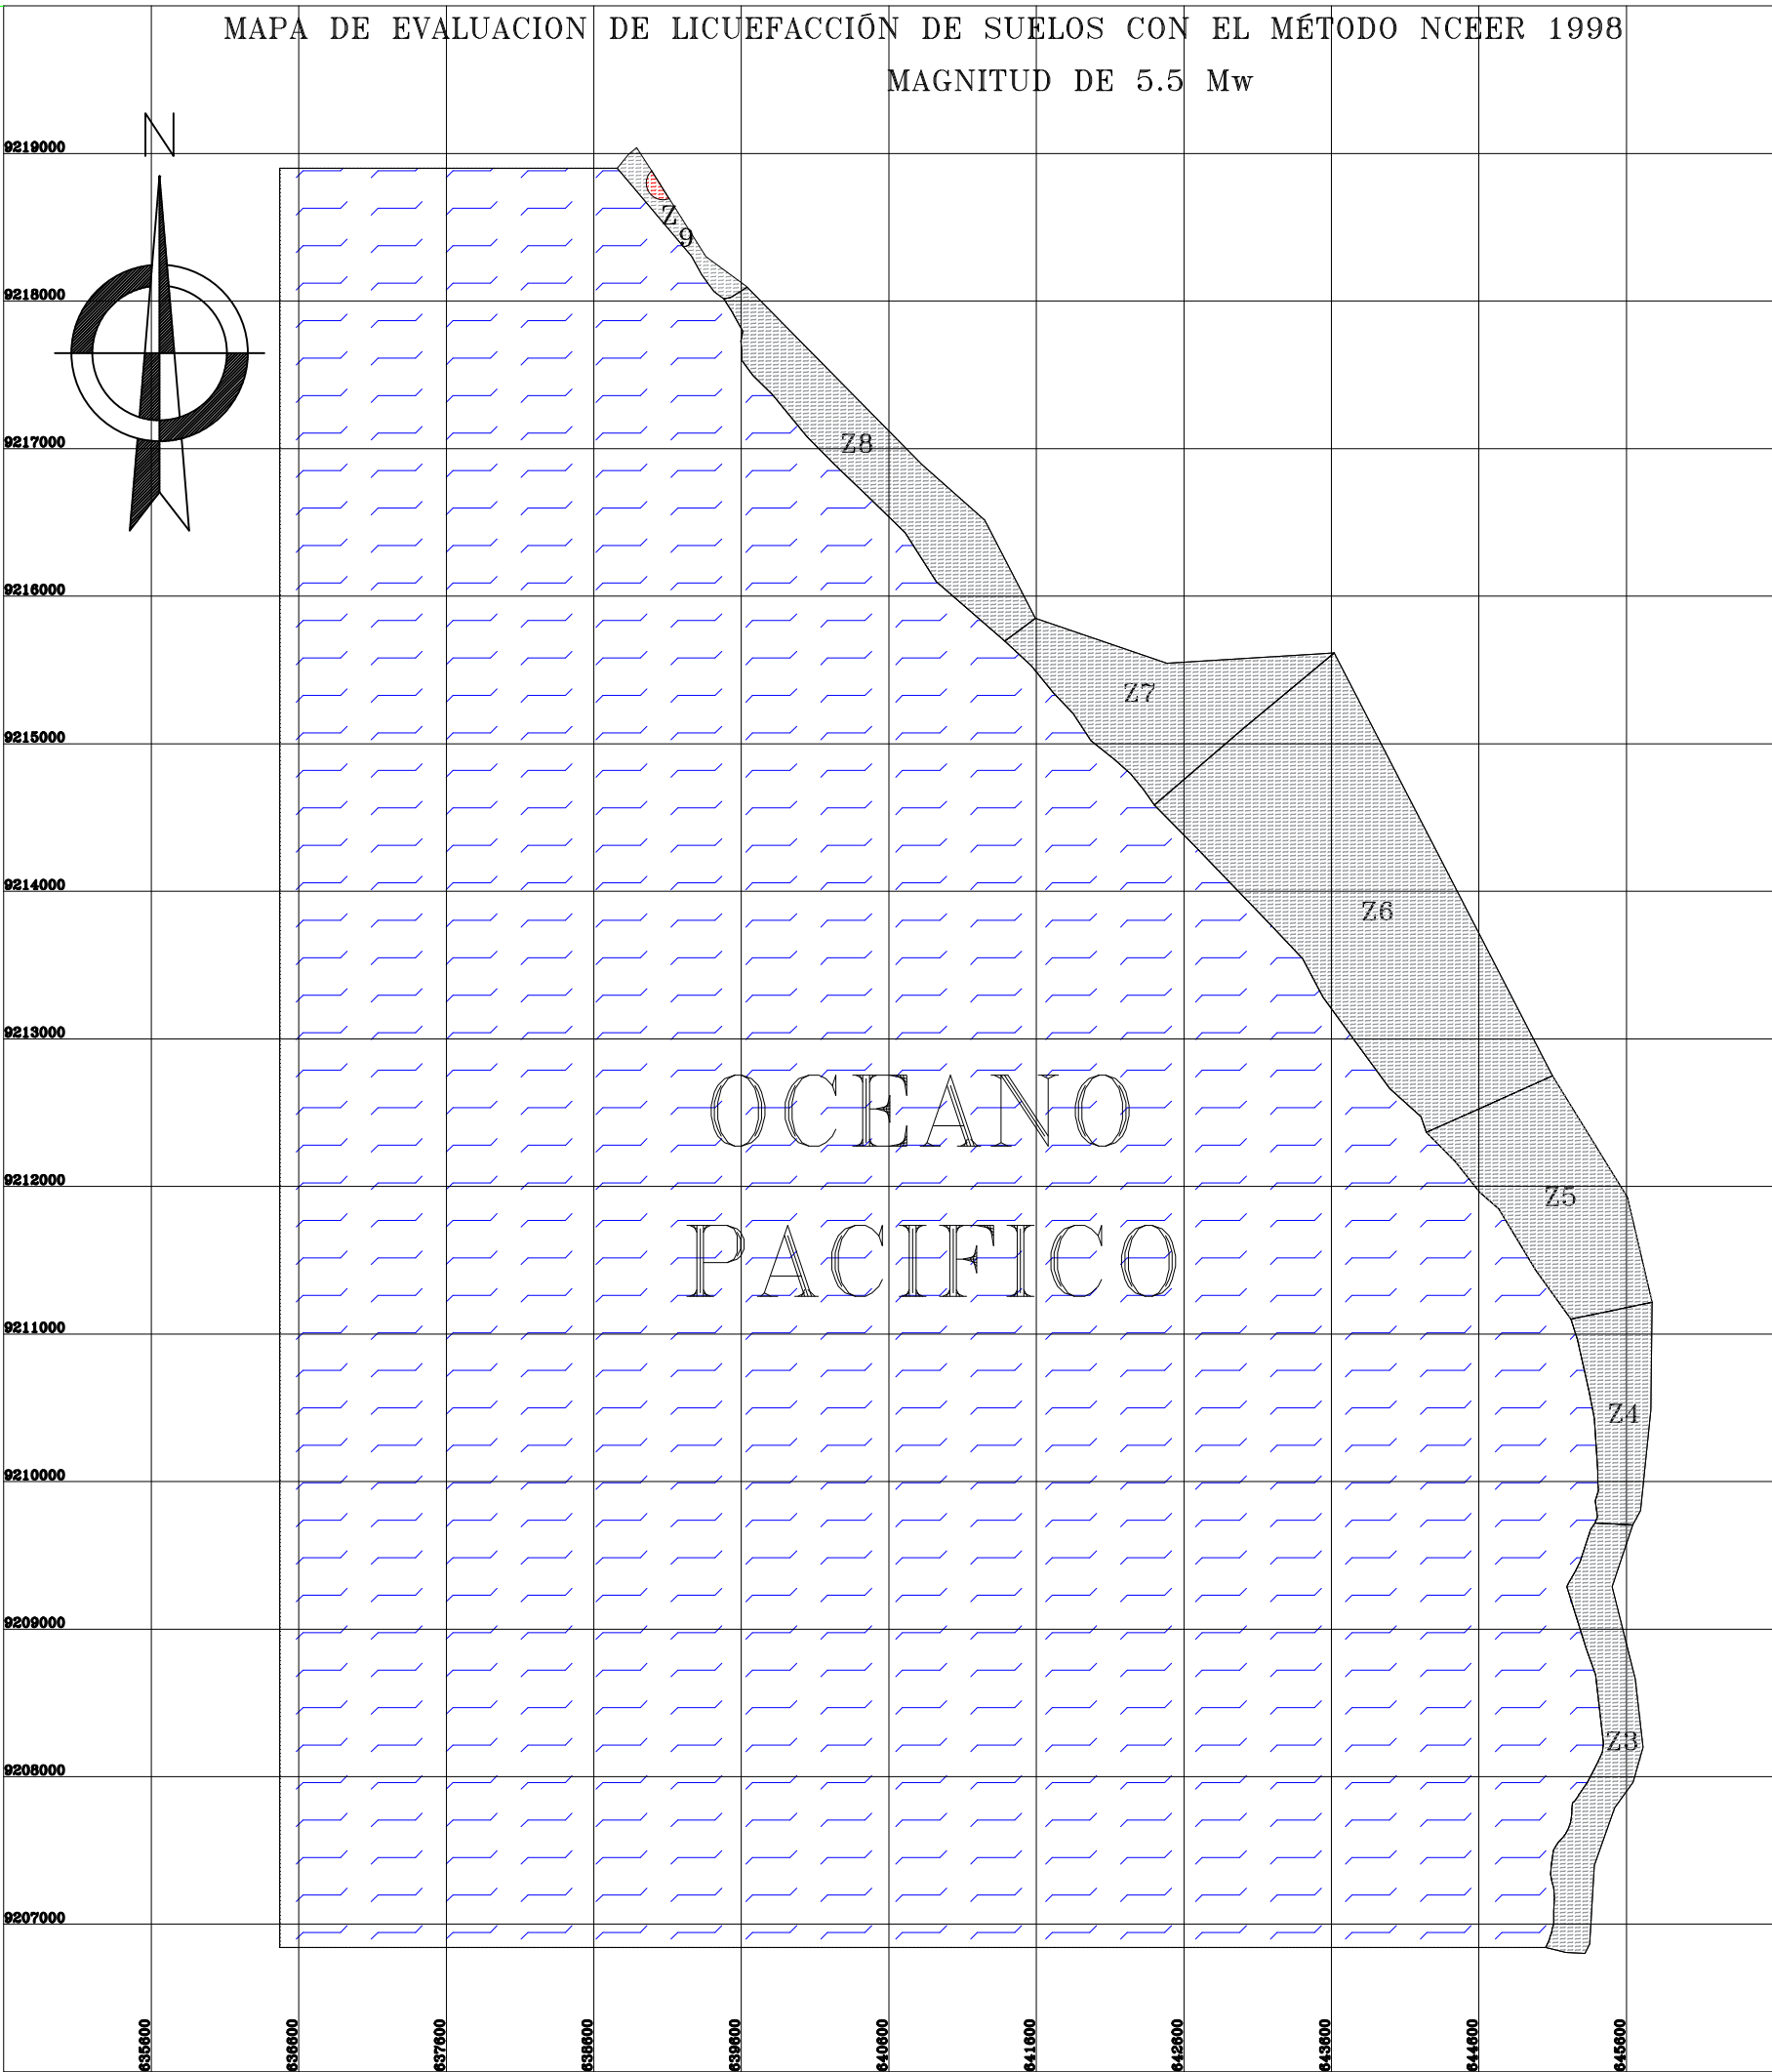 MAPA DE EVALUACION DE LICUEFACCIÓN DE SUELOS CON EL MÉTODO NCEER 1998
MAGNITUD DE 5.5 Mw
N
9219000
Z
9
9218000
9217000
Z8
9216000
Z7
9215000
9214000
Z6
9213000
OCEANO
9212000
Z5
PACIFICO
9211000
Z4
9210000
9209000
Z3
9208000
9207000
635600
636600
637600
638600
639600
640600
641600
642600
643600
644600
645600